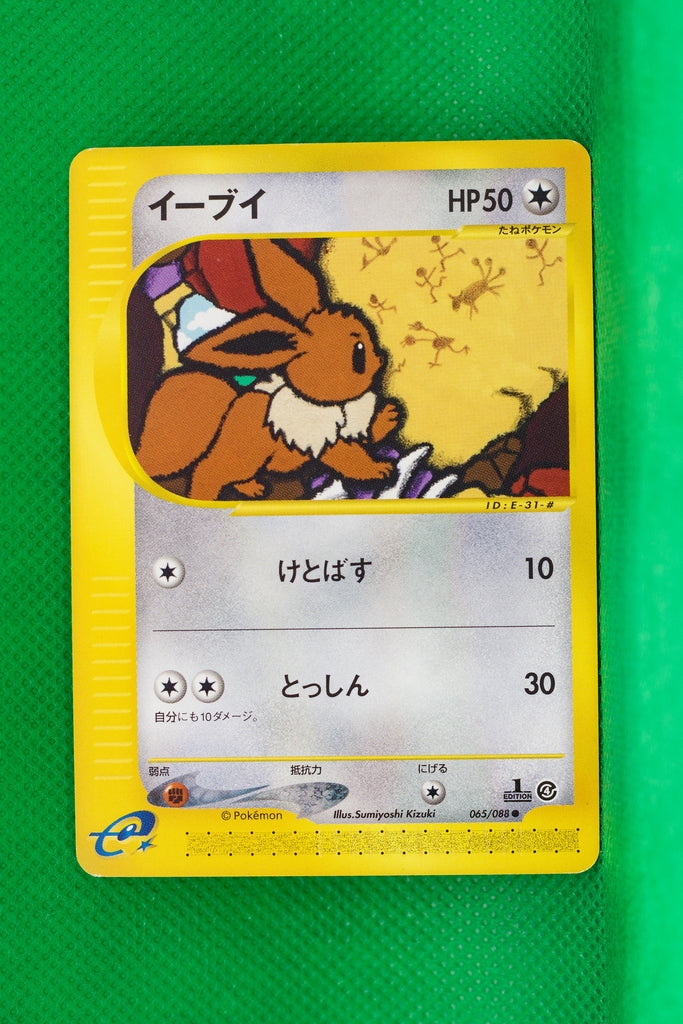 イーブイ HP50
たねポケモン
ID:E-31-#
けとばす 10
とっしん 30
自分にも10ダメージ。
弱点 抵抗力 にげる
1 EDITION
© Pokémon Illus.Sumiyoshi Kizuki 065/088
e